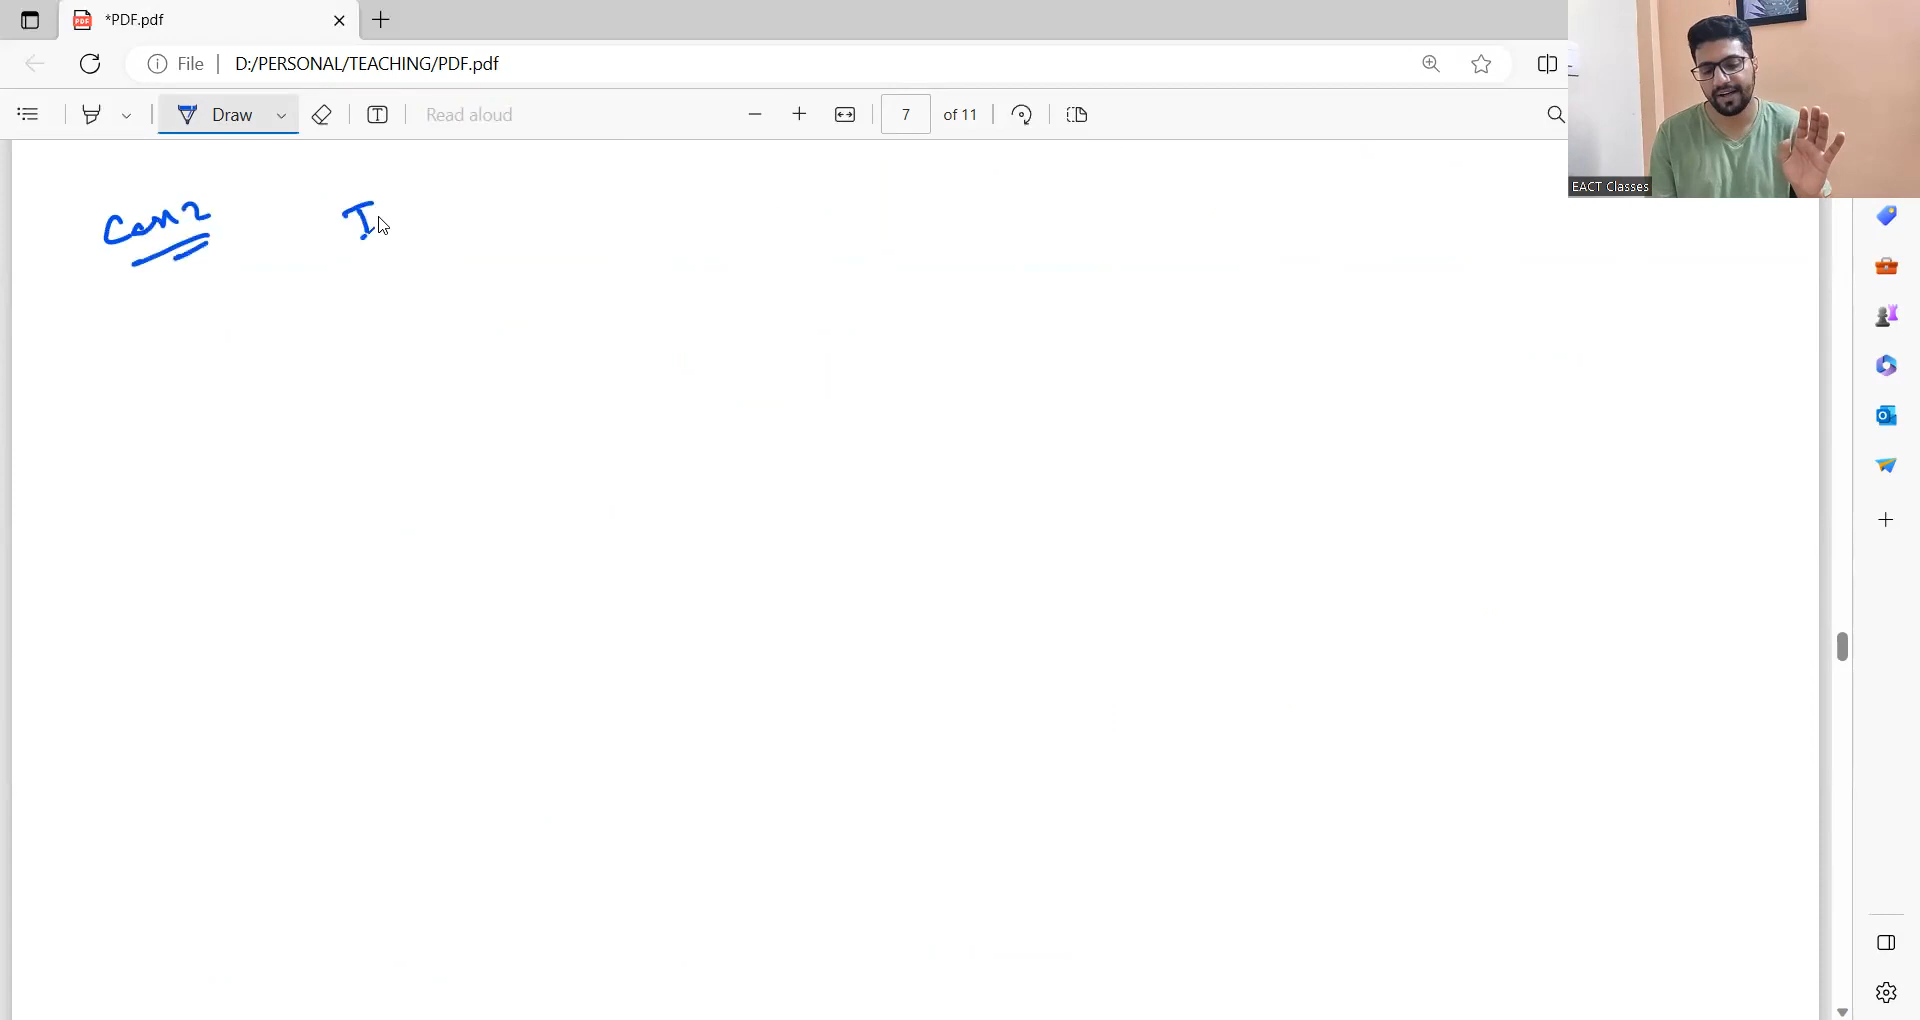 *PDF.pdf
File D:/PERSONAL/TEACHING/PDF.pdf
Draw T Read aloud 7 of 11
EACT Classes
Case 2 I